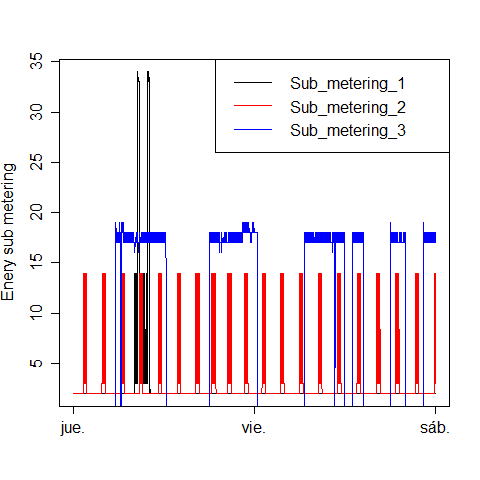 Enery sub metering
35
30
25
20
15
10
5
Sub_metering_1
Sub_metering_2
Sub_metering_3
jue. vie. sáb.